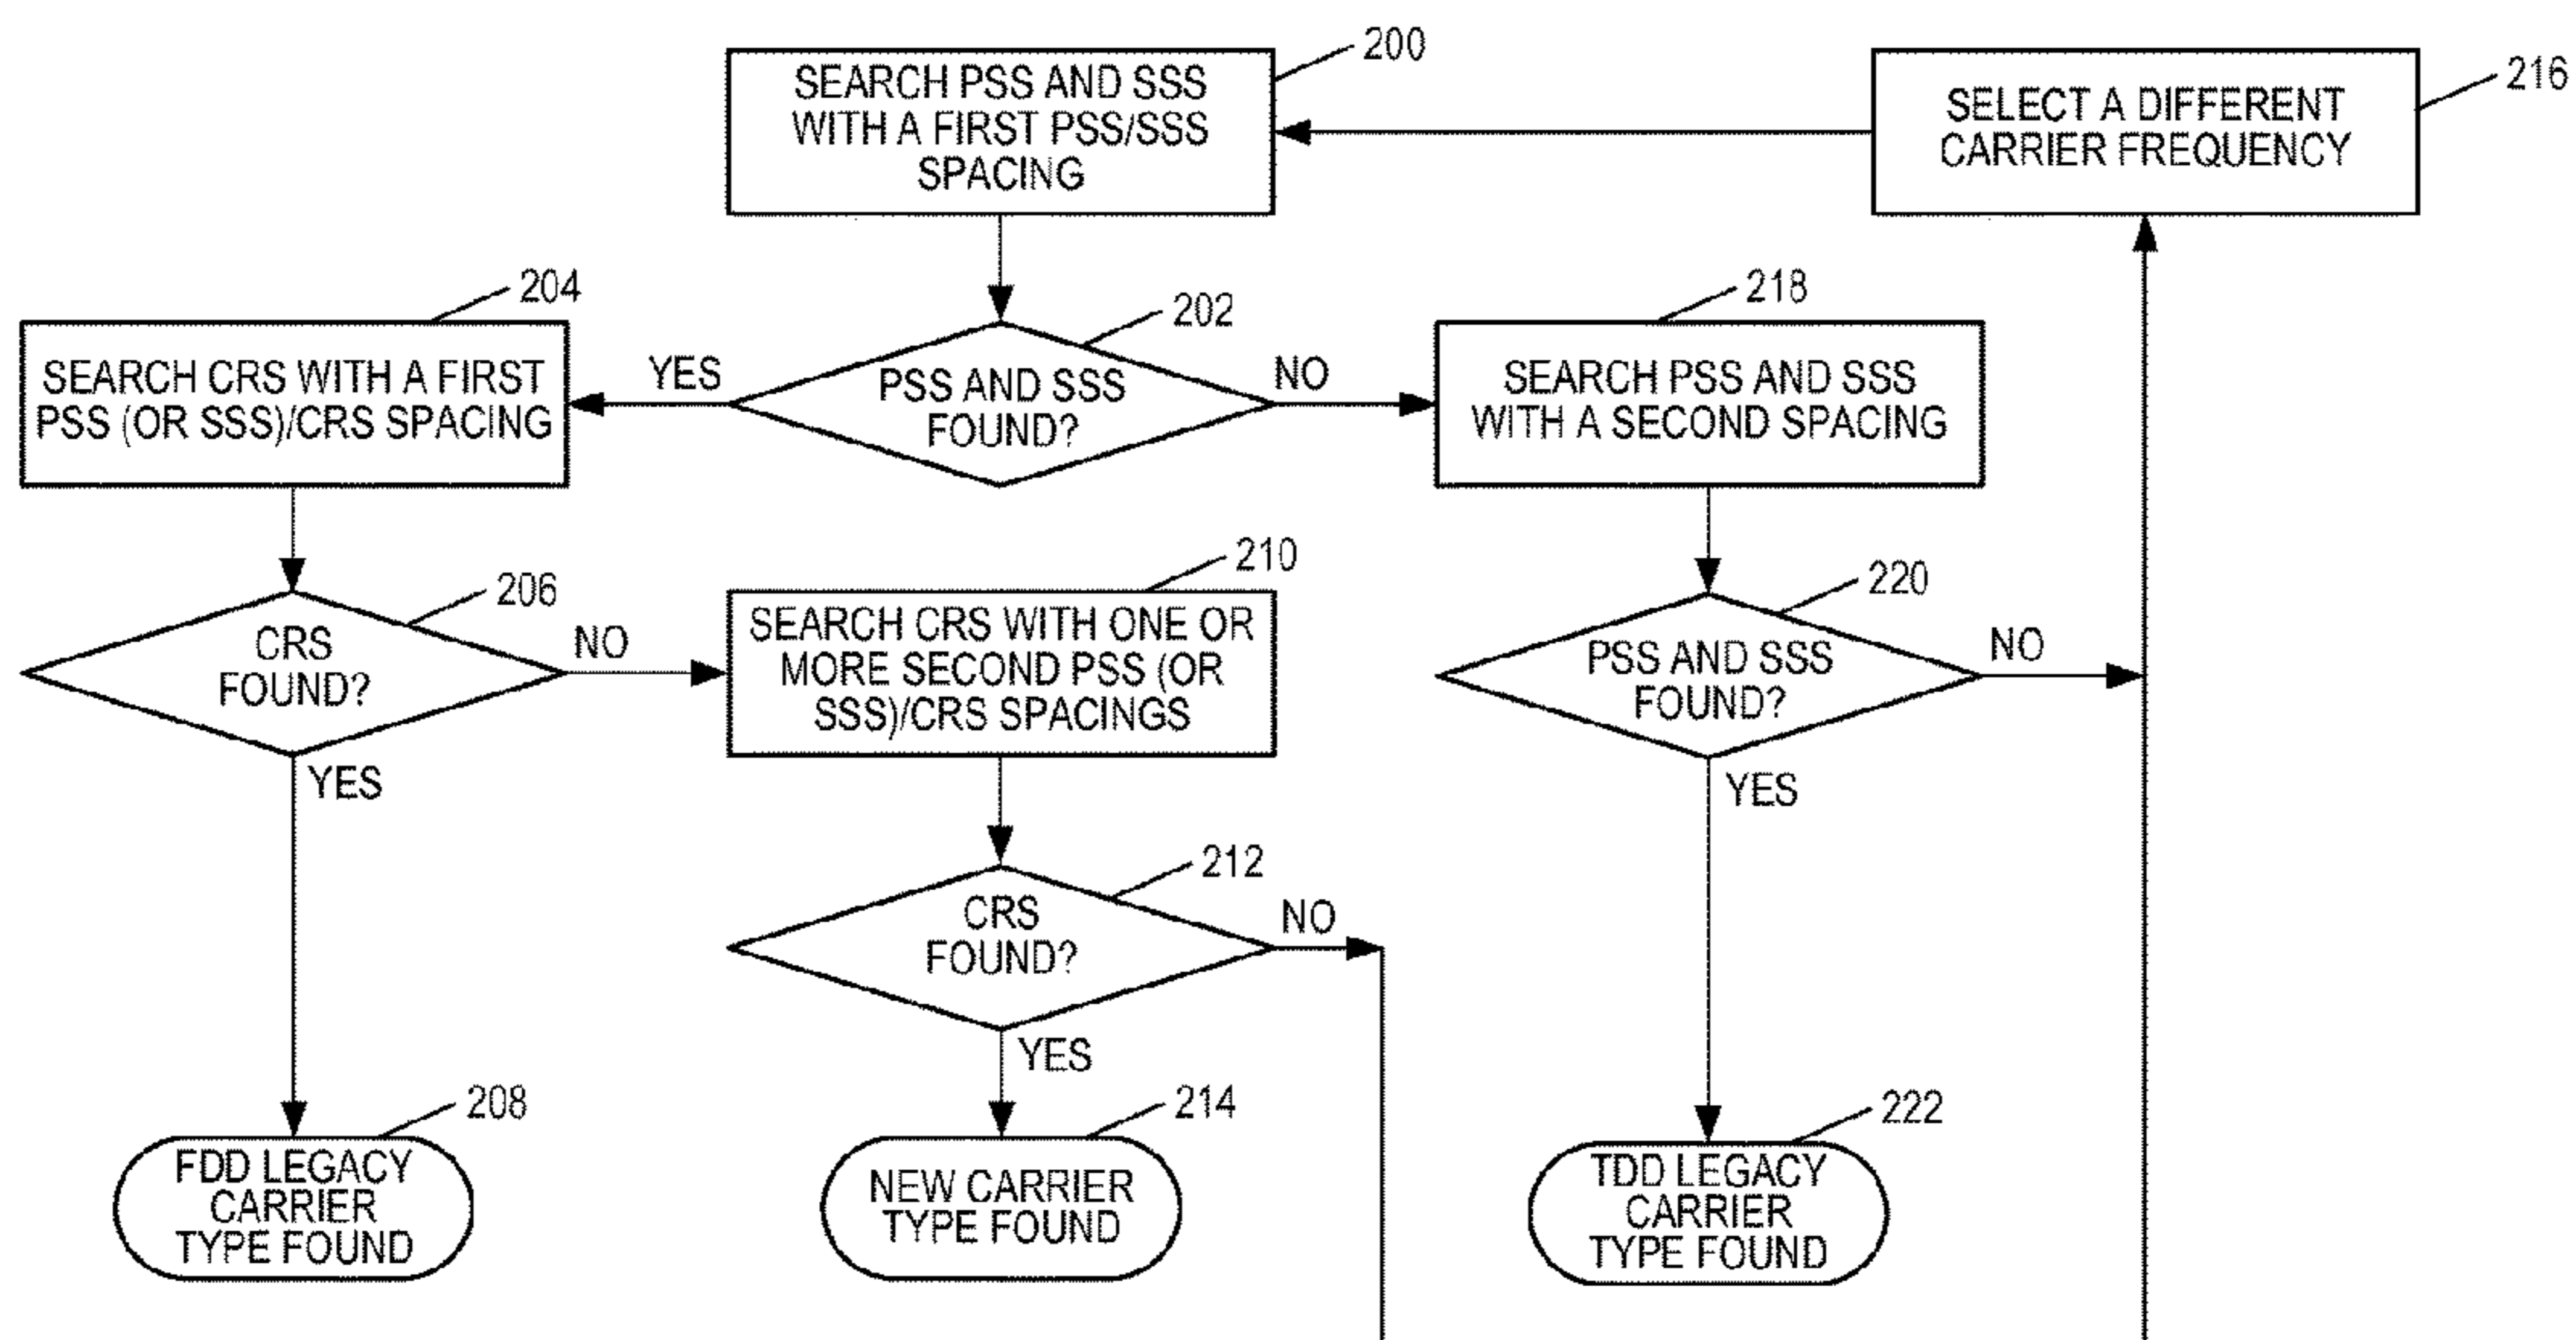 SEARCH PSS AND SSS
WITH A FIRST PSS/SSS
SPACING
200
SELECT A DIFFERENT
CARRIER FREQUENCY
216
204
SEARCH CRS WITH A FIRST
PSS (OR SSS)/CRS SPACING
YES
202
PSS AND SSS
FOUND?
NO
218
SEARCH PSS AND SSS
WITH A SECOND SPACING
206
CRS
FOUND?
NO
YES
210
SEARCH CRS WITH ONE OR
MORE SECOND PSS (OR
SSS)/CRS SPACINGS
220
PSS AND SSS
FOUND?
NO
YES
212
CRS
FOUND?
NO
YES
208
FDD LEGACY
CARRIER
TYPE FOUND
214
NEW CARRIER
TYPE FOUND
222
TDD LEGACY
CARRIER
TYPE FOUND